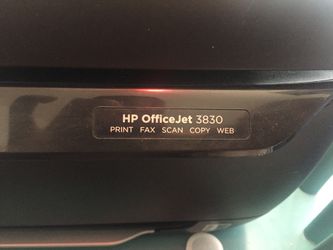 HP OfficeJet 3830
PRINT FAX SCAN COPY WEB